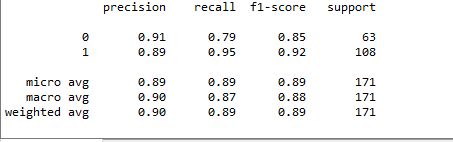 precision recall f1-score support
0 0.91 0.79 0.85 63
1 0.89 0.95 0.92 108
micro avg 0.89 0.89 0.89 171
macro avg 0.90 0.87 0.88 171
weighted avg 0.90 0.89 0.89 171